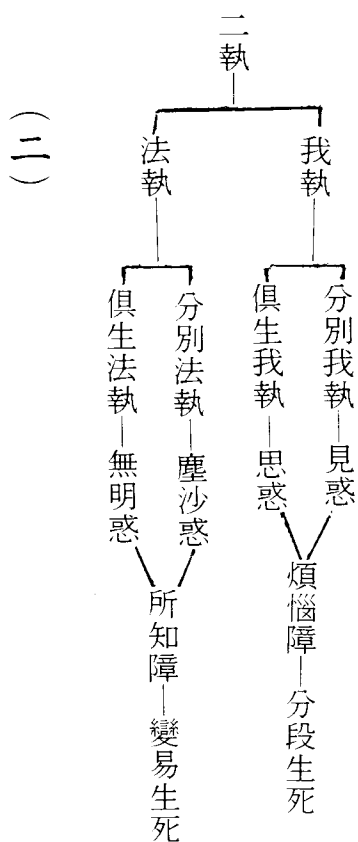 二執
我執
分別我執
見惑
俱生我執
思惑
煩惱障
分段生死
法執
分別法執
塵沙惑
俱生法執
無明惑
所知障
變易生死
(二)